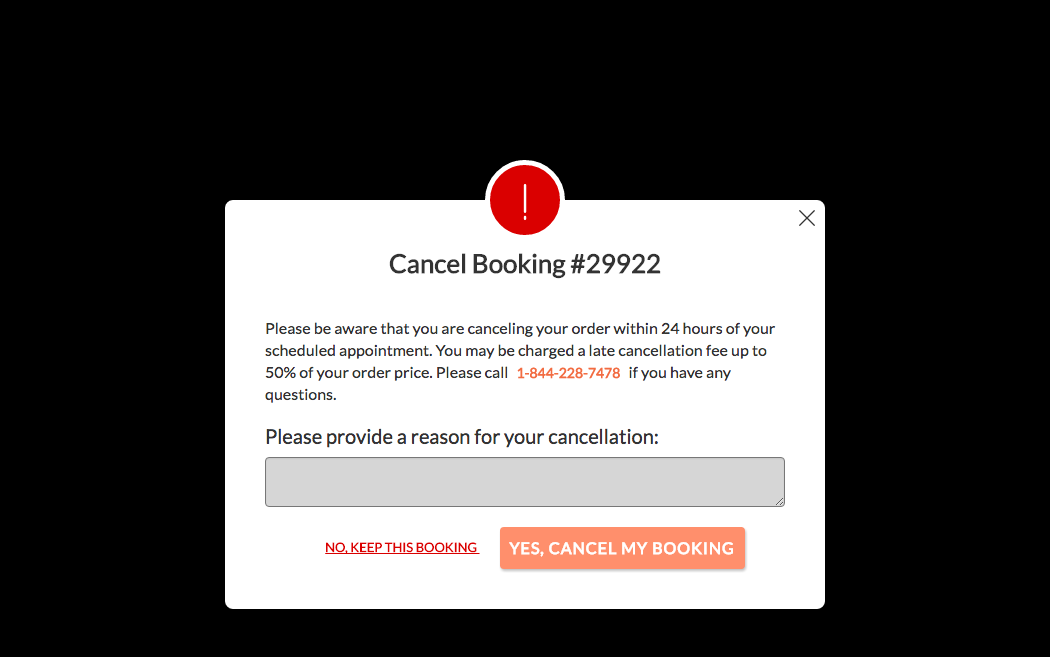 Cancel Booking #29922
Please be aware that you are canceling your order within 24 hours of your
scheduled appointment. You may be charged a late cancellation fee up to
50% of your order price. Please call 1-844-228-7478 if you have any
questions.
Please provide a reason for your cancellation:
NO, KEEP THIS BOOKING YES, CANCEL MY BOOKING